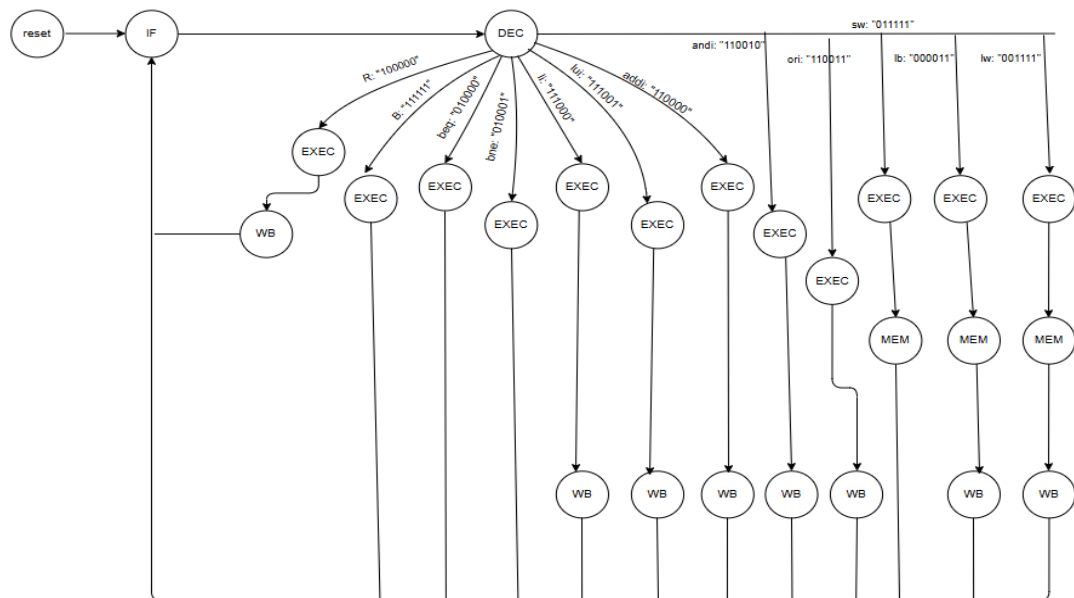 reset
IF
DEC
sw: "011111"
andi: "110010"
ori: "110011"
lb: "000011"
lw: "001111"
R: "100000"
B: "111111"
beq: "010000"
bne: "010001"
li: "111000"
lui: "111001"
addi: "110000"
EXEC
EXEC
EXEC
EXEC
EXEC
EXEC
EXEC
EXEC
EXEC
EXEC
EXEC
EXEC
WB
MEM
MEM
MEM
WB
WB
WB
WB
WB
WB
WB